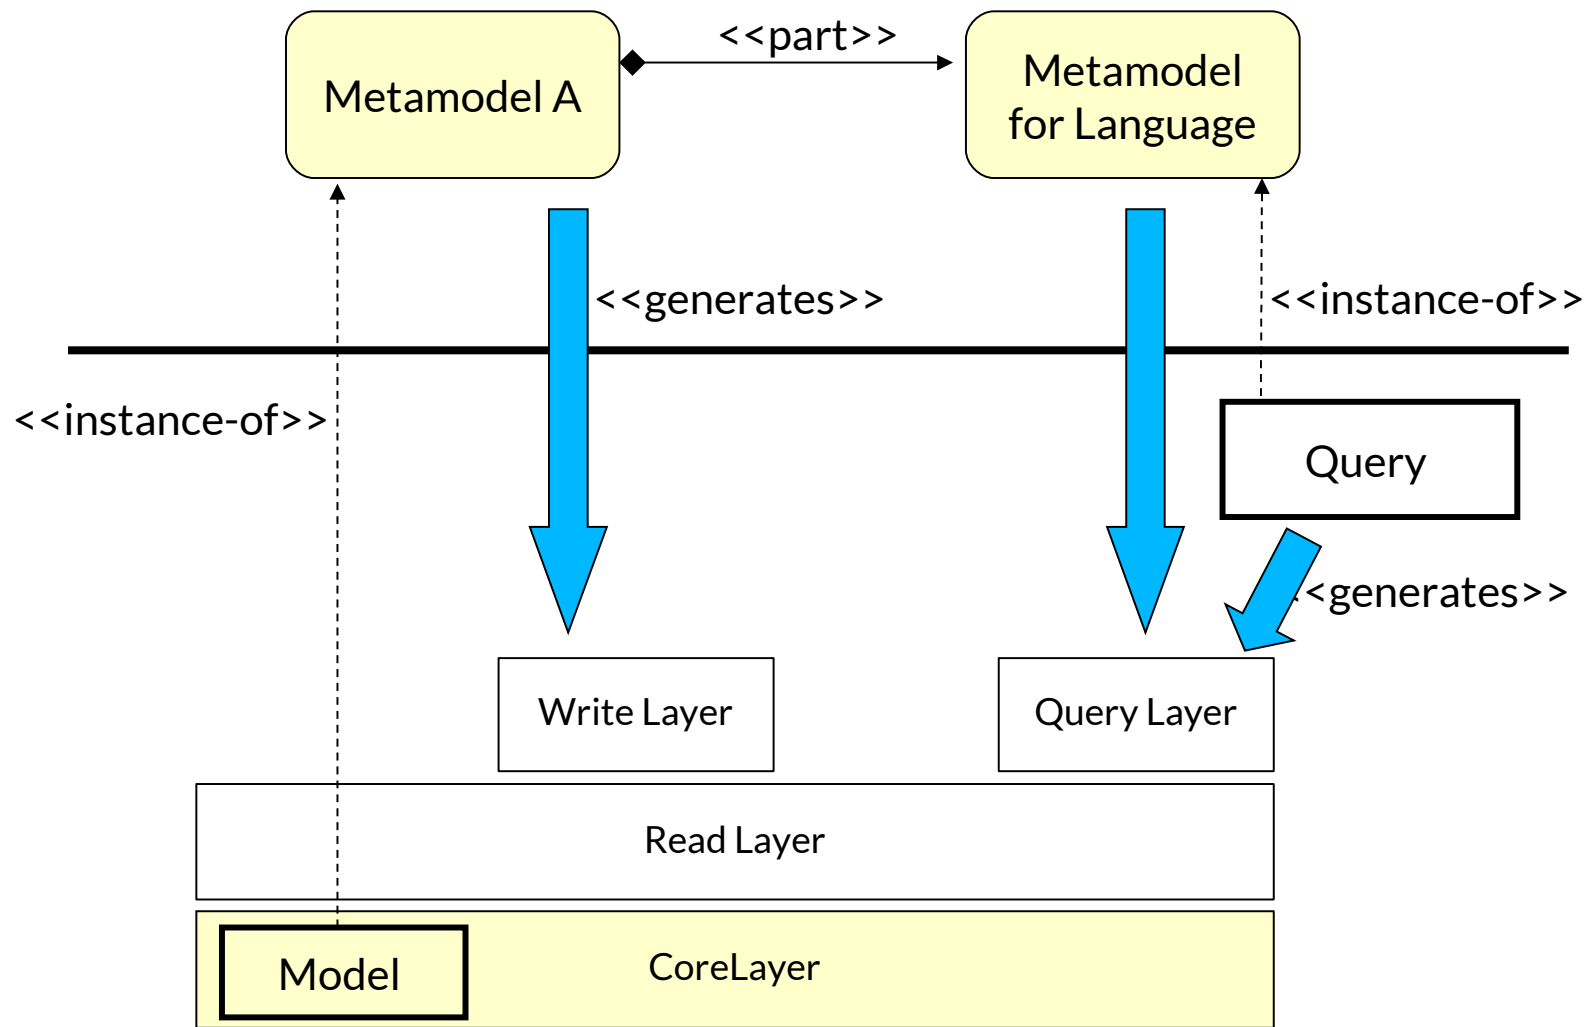 <<part>>
Metamodel A
Metamodel
for Language
<<generates>>
<<instance-of>>
<<instance-of>>
Query
<<generates>>
Write Layer
Query Layer
Read Layer
Model
CoreLayer